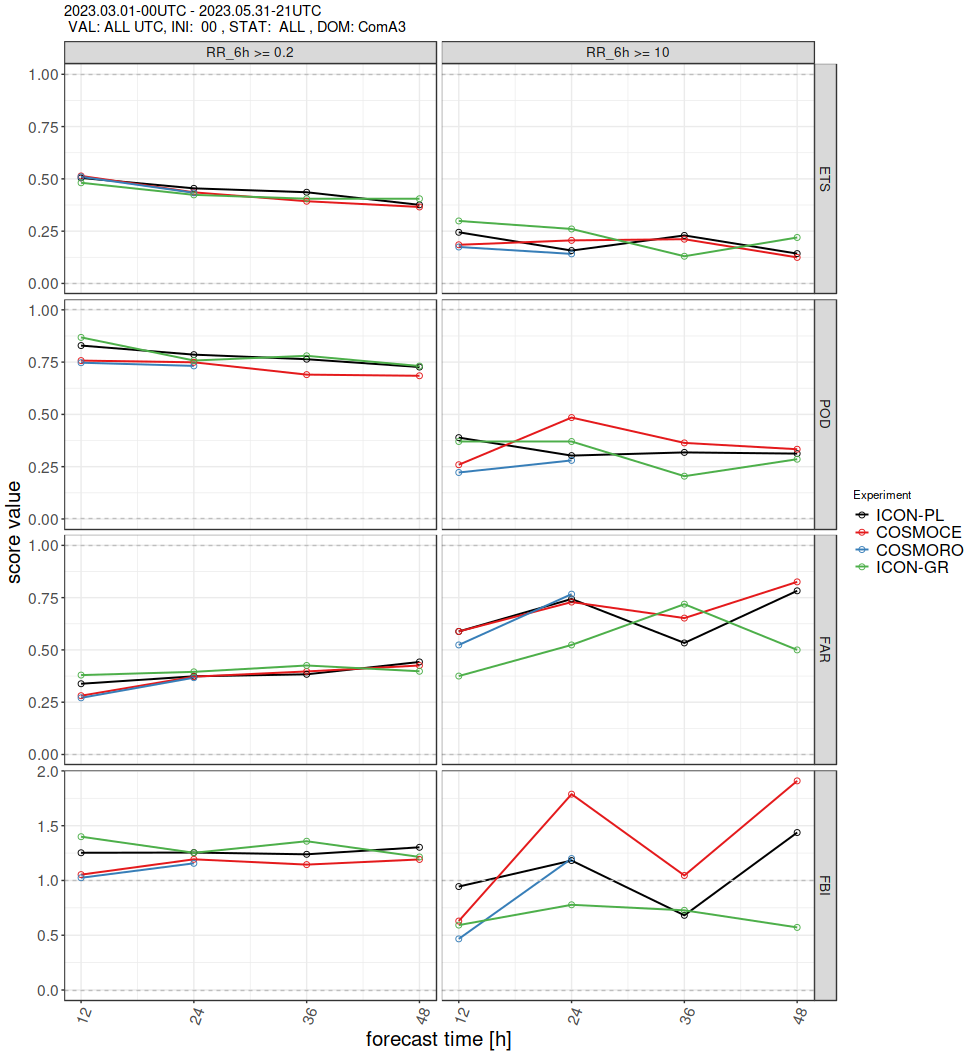 2023.03.01-00UTC - 2023.05.31-21UTC
VAL: ALL UTC, INI:  00 , STAT:  ALL , DOM: ComA3
RR_6h >= 0.2
RR_6h >= 10
1.00
0.75
0.50
0.25
0.00
ETS
1.00
0.75
0.50
0.25
0.00
POD
1.00
0.75
0.50
0.25
0.00
FAR
2.0
1.5
1.0
0.5
0.0
FBI
12
24
36
48
12
24
36
48
forecast time [h]
score value
Experiment
ICON-PL
COSMOCE
COSMORO
ICON-GR